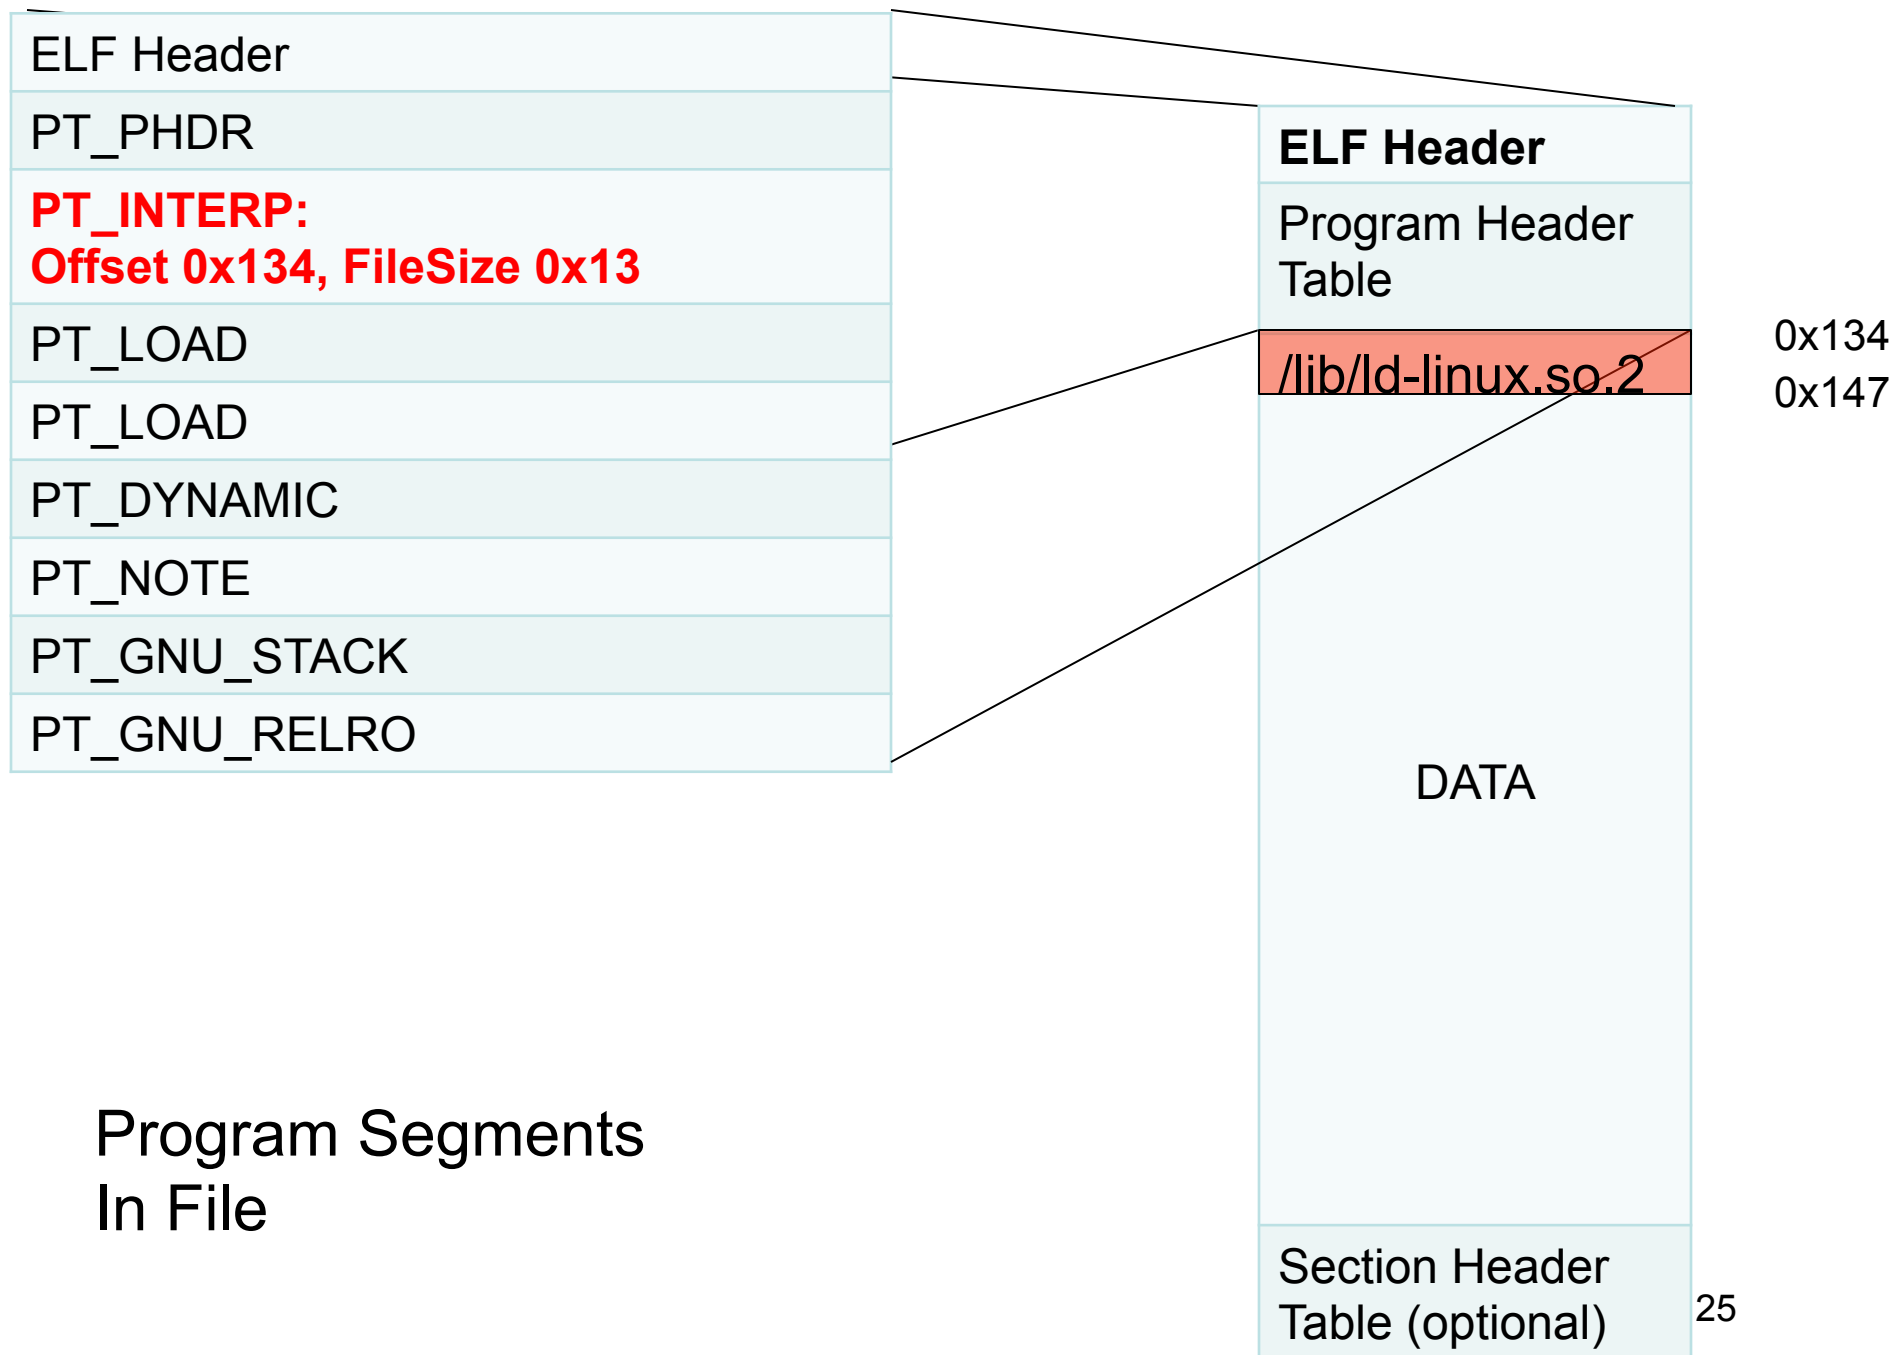 ELF Header
PT_PHDR
PT_INTERP:
Offset 0x134, FileSize 0x13
PT_LOAD
PT_LOAD
PT_DYNAMIC
PT_NOTE
PT_GNU_STACK
PT_GNU_RELRO
ELF Header
Program Header
Table
/lib/ld-linux.so.2
0x134
0x147
DATA
Section Header
Table (optional)
Program Segments
In File
25